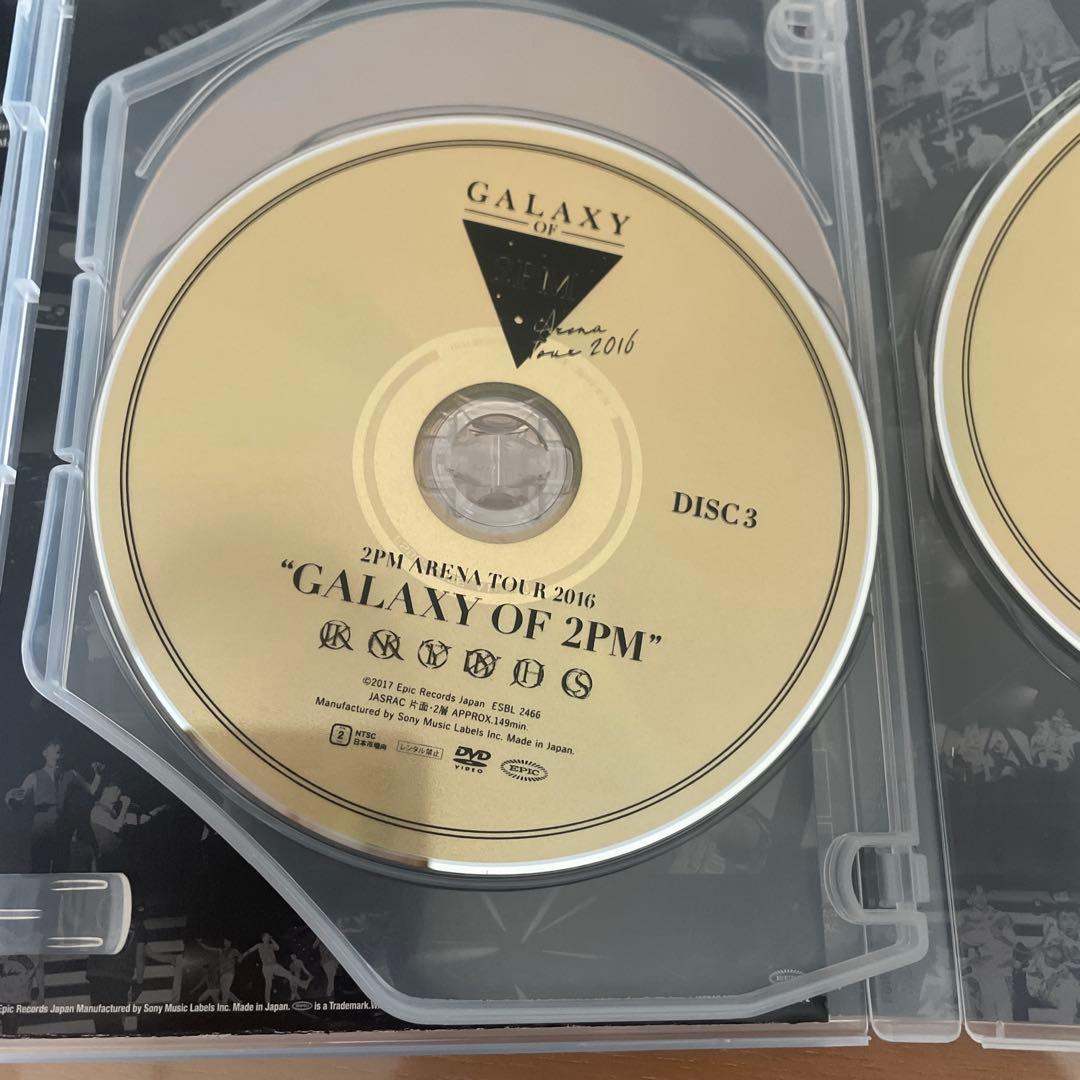 GALAXY
OF
2PM
Arena
Tour 2016
DISC 3
2PM ARENA TOUR 2016
“GALAXY OF 2PM”
©2017 Epic Records Japan ESBL 2466
JASRAC 片面・2層 APPROX.149min.
Manufactured by Sony Music Labels Inc. Made in Japan.
2 NTSC
日本市場向
レンタル禁止
DVD
VIDEO
EPIC
Epic Records Japan Manufactured by Sony Music Labels Inc. Made in Japan. is a Trademark.